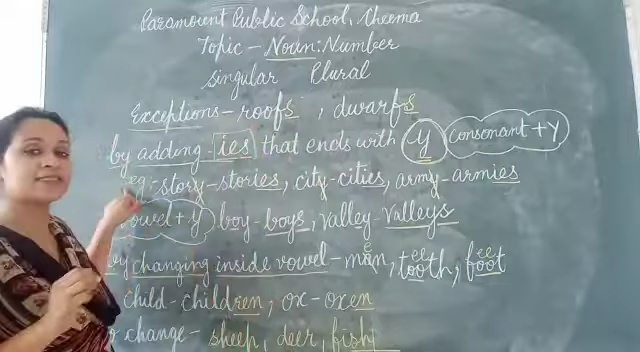 Paramount Public School, Cheema
Topic - Noun: Number
Singular Plural
Exceptions - roofs, dwarfs
by adding - ies that ends with y consonant + y
eg:- story - stories, city - cities, army - armies
vowel + y boy - boys, valley - valleys
by changing inside vowel - man, tooth, foot
e ee ee
child - children, ox - oxen
change - sheep, deer, fish